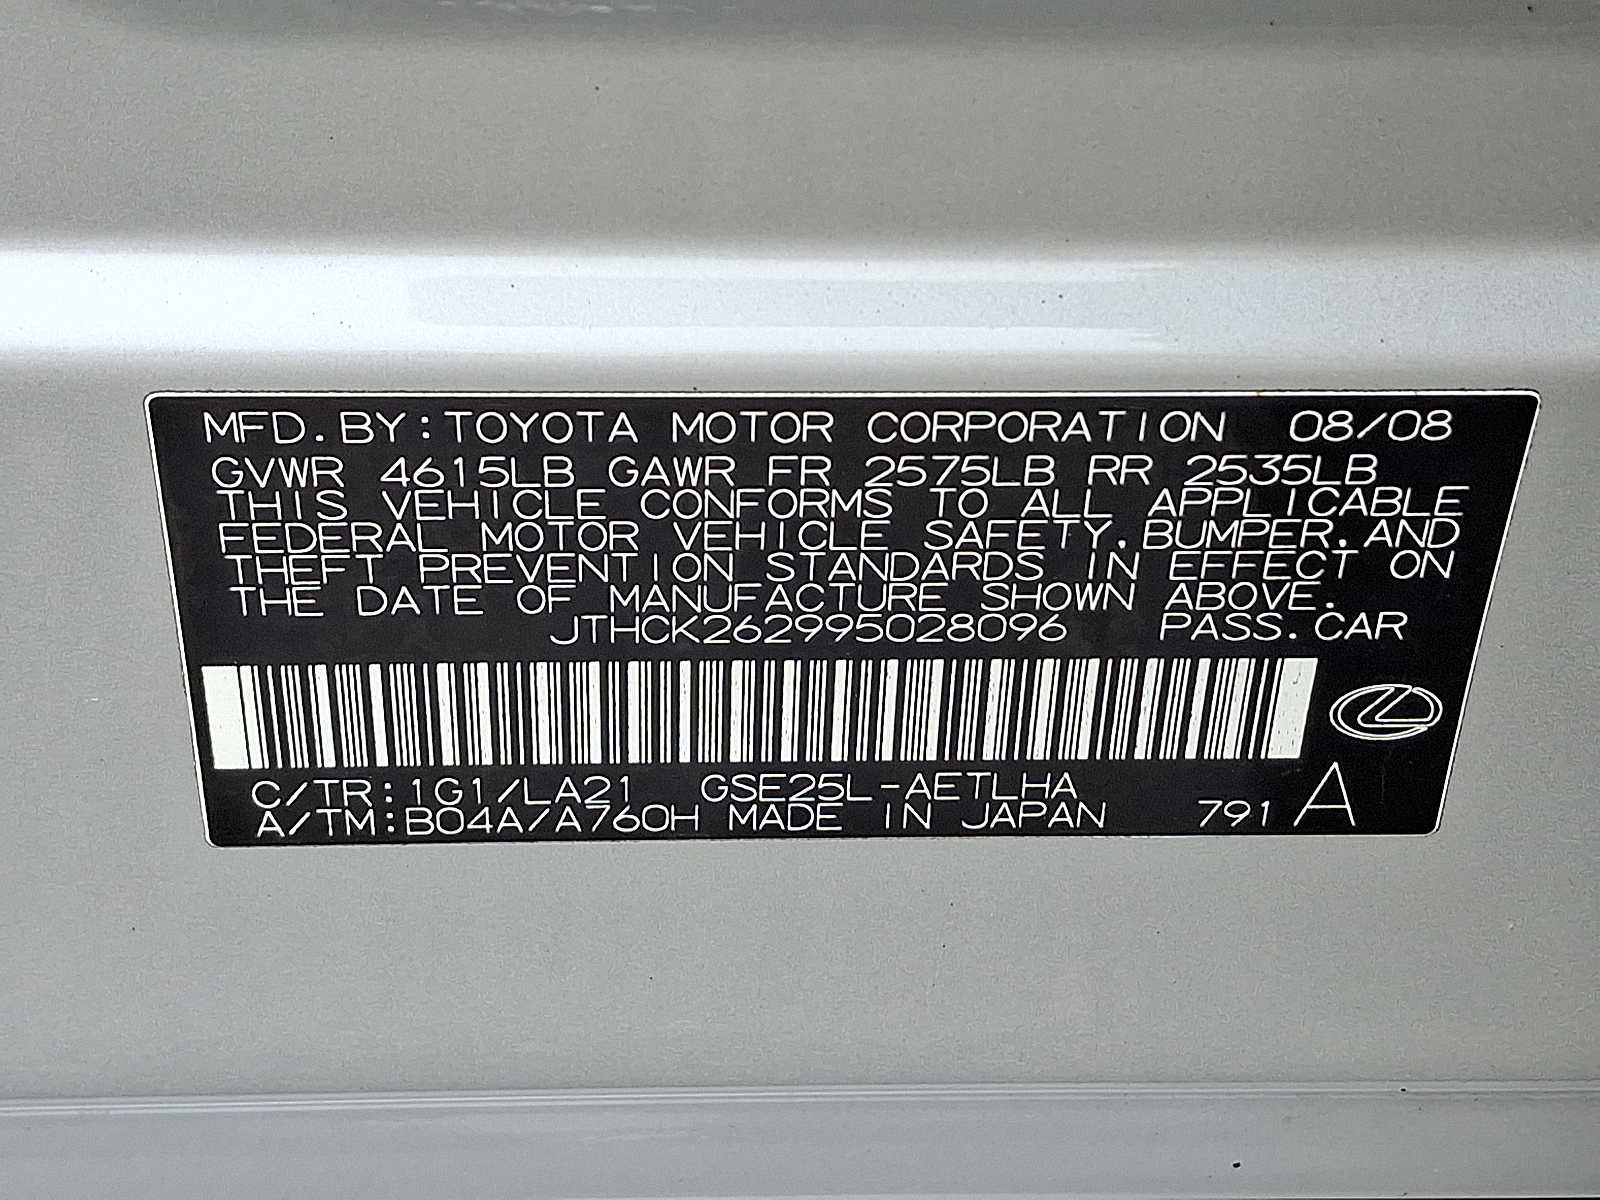 MFD. BY: TOYOTA MOTOR CORPORATION 08/08
GVWR 4615LB GAWR FR 2575LB RR 2535LB
THIS VEHICLE CONFORMS TO ALL APPLICABLE
FEDERAL MOTOR VEHICLE SAFETY, BUMPER, AND
THEFT PREVENTION STANDARDS IN EFFECT ON
THE DATE OF MANUFACTURE SHOWN ABOVE.
JTHCK262995028096 PASS. CAR
C/TR: 1G1/LA21 GSE25L-AETLHA
A/TM: B04A/A760H MADE IN JAPAN 791 A